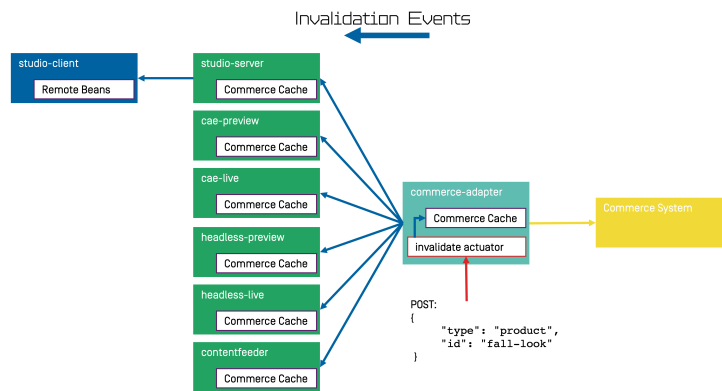 Invalidation Events
studio-client
Remote Beans
studio-server
Commerce Cache
cae-preview
Commerce Cache
cae-live
Commerce Cache
headless-preview
Commerce Cache
headless-live
Commerce Cache
contentfeeder
Commerce Cache
commerce-adapter
Commerce Cache
invalidate actuator
Commerce System
POST:
{
"type": "product",
"id": "fall-look"
}